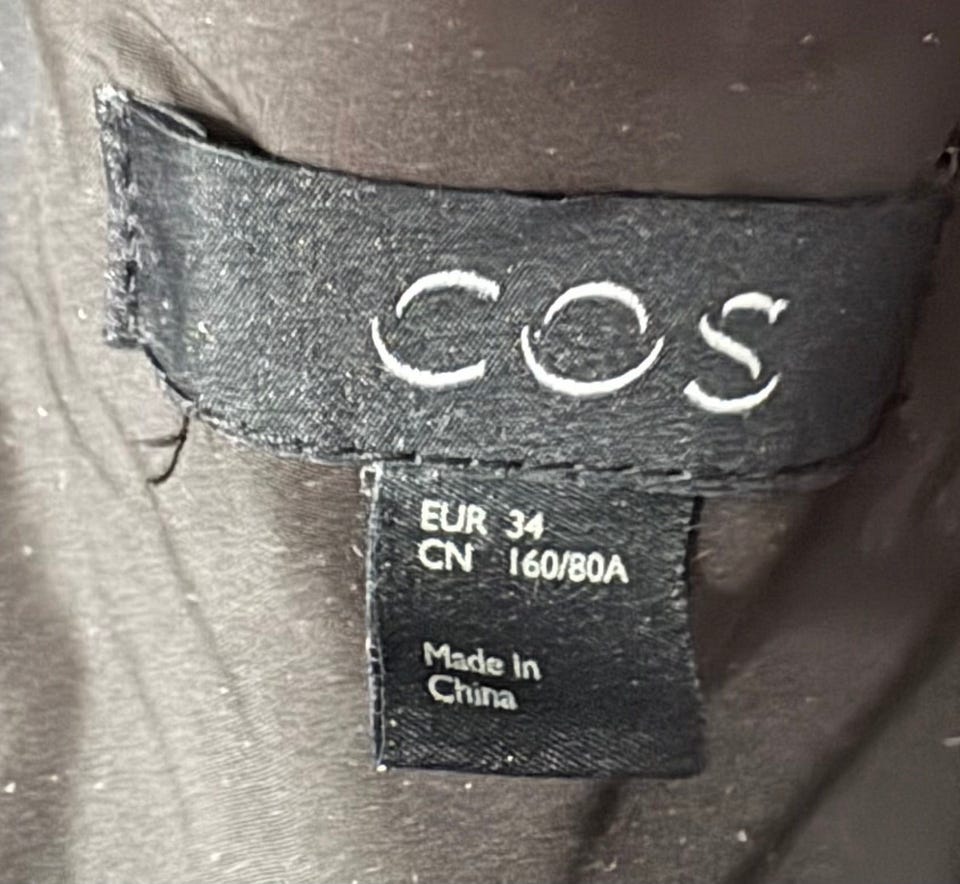 COS
EUR 34
CN 160/80A
Made in
China